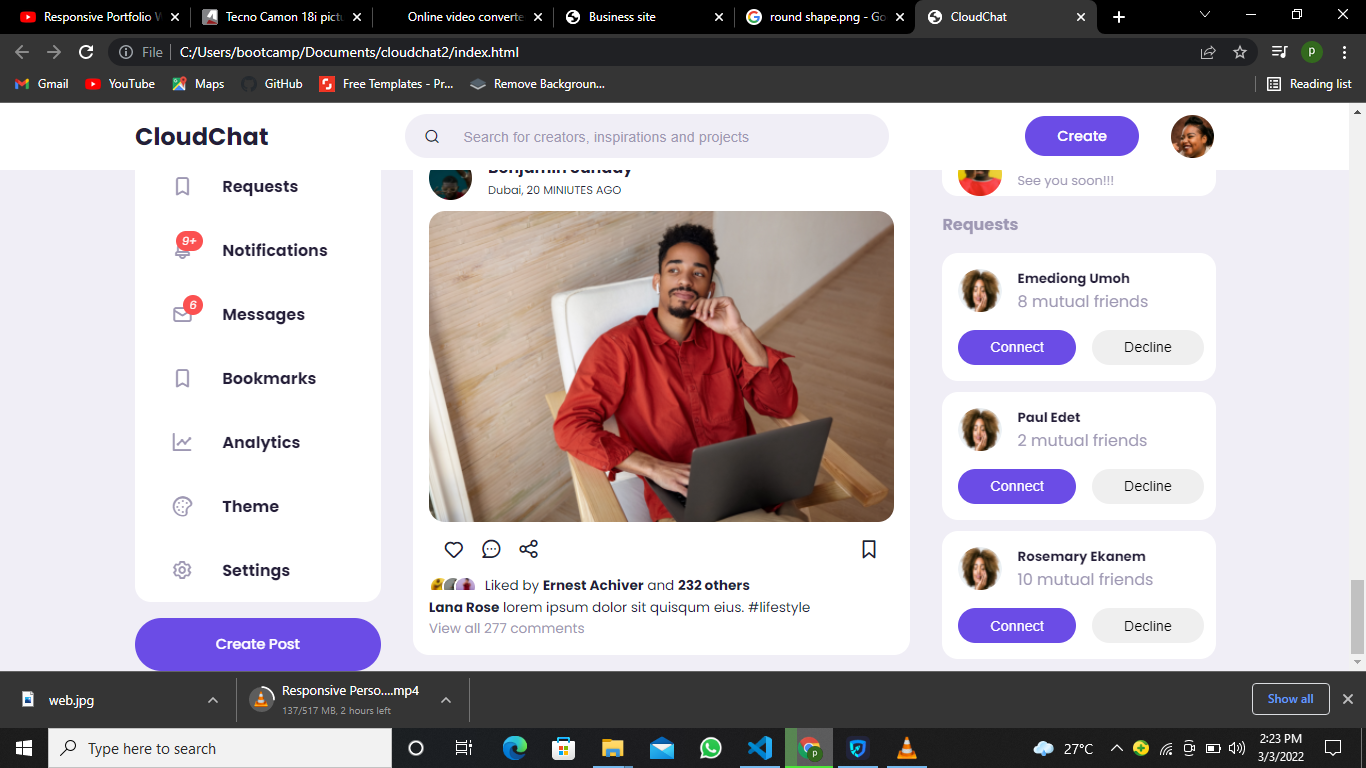 Responsive Portfolio W
Tecno Camon 18i pictu
Online video converte
Business site
round shape.png - Go
CloudChat
File
C:/Users/bootcamp/Documents/cloudchat2/index.html
P
Gmail
YouTube
Maps
GitHub
Free Templates - Pr...
Remove Backgroun...
Reading list
CloudChat
Search for creators, inspirations and projects
Create
Requests
9+
Notifications
6
Messages
Bookmarks
Analytics
Theme
Settings
Create Post
Benjamin Sunday
Dubai, 20 MINIUTES AGO
Liked by Ernest Achiver and 232 others
Lana Rose lorem ipsum dolor sit quisqum eius. #lifestyle
View all 277 comments
See you soon!!!
Requests
Emediong Umoh
8 mutual friends
Connect Decline
Paul Edet
2 mutual friends
Connect Decline
Rosemary Ekanem
10 mutual friends
Connect Decline
web.jpg
Responsive Perso....mp4
137/517 MB, 2 hours left
Show all
Type here to search
P
27°C
2:23 PM
3/3/2022